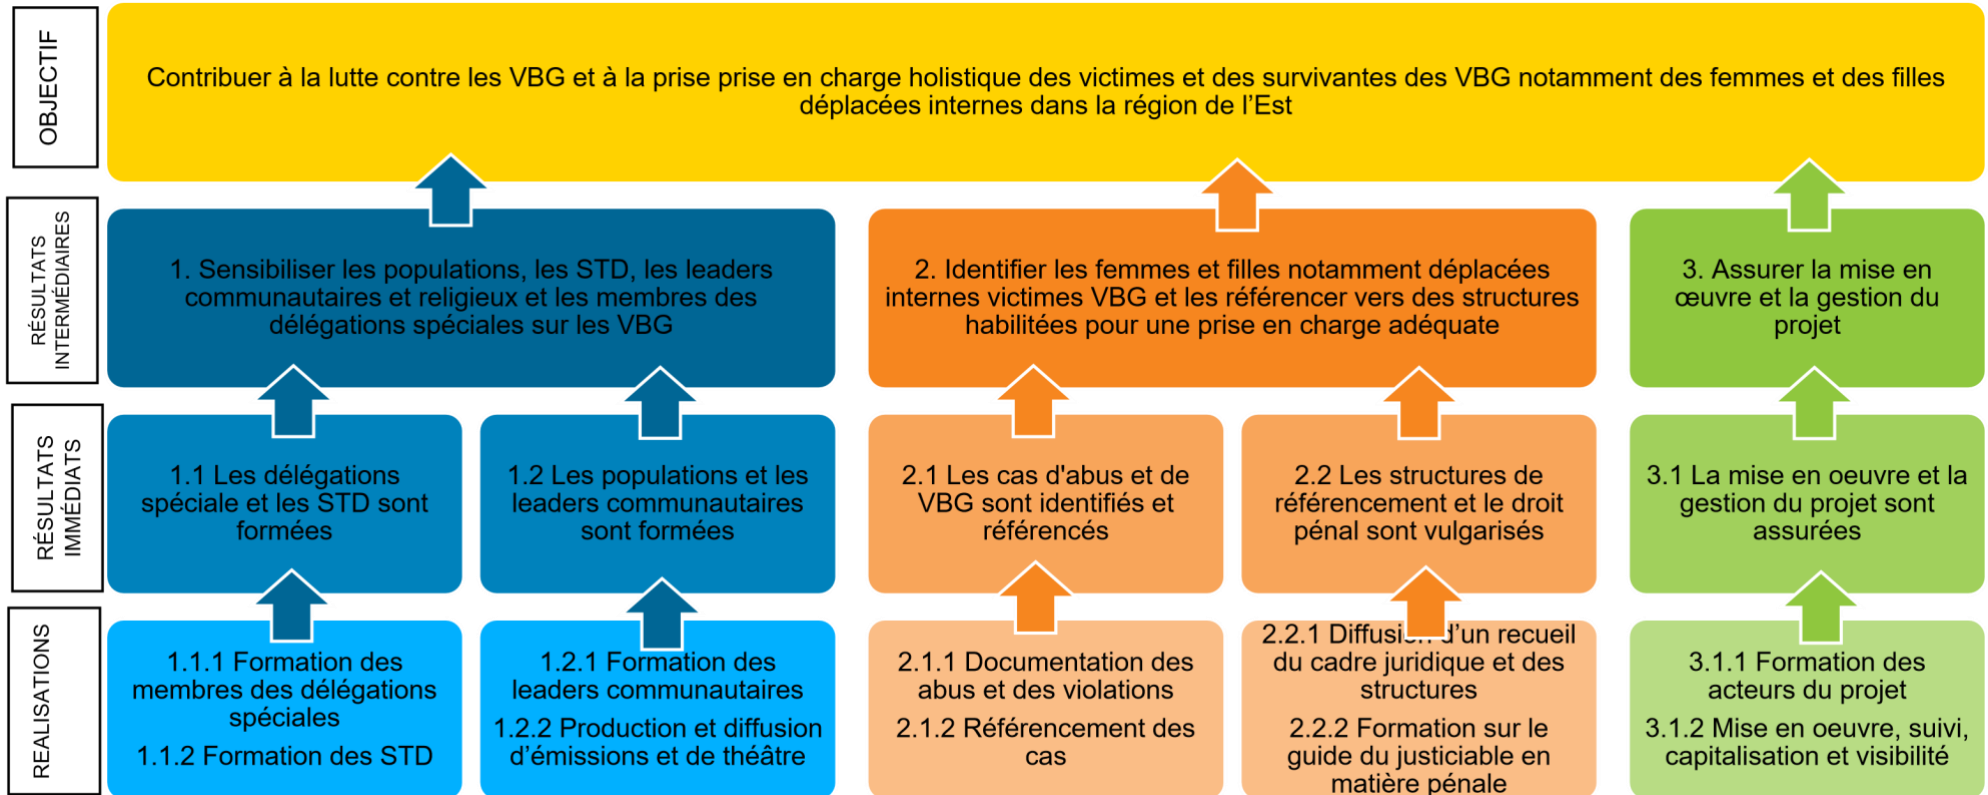 OBJECTIF
Contribuer à la lutte contre les VBG et à la prise prise en charge holistique des victimes et des survivantes des VBG notamment des femmes et des filles
déplacées internes dans la région de l’Est
RÉSULTATS
INTERMÉDIAIRES
1. Sensibiliser les populations, les STD, les leaders
communautaires et religieux et les membres des
délégations spéciales sur les VBG
2. Identifier les femmes et filles notamment déplacées
internes victimes VBG et les référencer vers des structures
habilitées pour une prise en charge adéquate
3. Assurer la mise en
œuvre et la gestion du
projet
RÉSULTATS
IMMÉDIATS
1.1 Les délégations
spéciale et les STD sont
formées
1.2 Les populations et les
leaders communautaires
sont formées
2.1 Les cas d'abus et de
VBG sont identifiés et
référencés
2.2 Les structures de
référencement et le droit
pénal sont vulgarisés
3.1 La mise en oeuvre et la
gestion du projet sont
assurées
REALISATIONS
1.1.1 Formation des
membres des délégations
spéciales
1.1.2 Formation des STD
1.2.1 Formation des
leaders communautaires
1.2.2 Production et diffusion
d’émissions et de théâtre
2.1.1 Documentation des
abus et des violations
2.1.2 Référencement des
cas
2.2.1 Diffusion d’un recueil
du cadre juridique et des
structures
2.2.2 Formation sur le
guide du justiciable en
matière pénale
3.1.1 Formation des
acteurs du projet
3.1.2 Mise en oeuvre, suivi,
capitalisation et visibilité